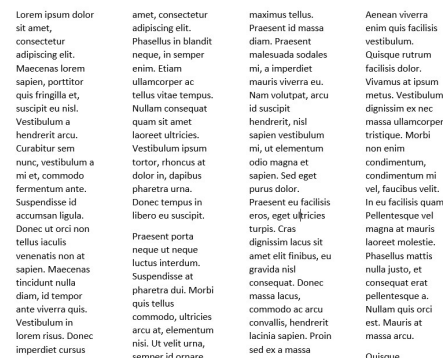 Lorem ipsum dolor
sit amet,
consectetur
adipiscing elit.
Maecenas lorem
sapien, porttitor
quis fringilla et,
suscipit eu nisl.
Vestibulum a
hendrerit arcu.
Curabitur sem
nunc, vestibulum a
mi et, commodo
fermentum ante.
Suspendisse id
accumsan ligula.
Donec ut orci non
tellus iaculis
venenatis non at
sapien. Maecenas
tincidunt nulla
diam, id tempor
ante viverra quis.
Vestibulum in
lorem risus. Donec
imperdiet cursus
amet, consectetur
adipiscing elit.
Phasellus in blandit
neque, in semper
enim. Etiam
ullamcorper ac
tellus vitae tempus.
Nullam consequat
quam sit amet
laoreet ultricies.
Vestibulum ipsum
tortor, rhoncus at
dolor in, dapibus
pharetra urna.
Donec tempus in
libero eu suscipit.
Praesent porta
neque ut neque
luctus interdum.
Suspendisse at
pharetra dui. Morbi
quis tellus
commodo, ultricies
arcu at, elementum
nisi. Ut velit urna,
semper id ornare
maximus tellus.
Praesent id massa
diam. Praesent
malesuada sodales
mi, a imperdiet
mauris viverra eu.
Nam volutpat, arcu
id suscipit
hendrerit, nisl
sapien vestibulum
mi, ut elementum
odio magna et
sapien. Sed eget
purus dolor.
Praesent eu facilisis
eros, eget ultricies
turpis. Cras
dignissim lacus sit
amet elit finibus, eu
gravida nisl
consequat. Donec
massa lacus,
commodo ac arcu
convallis, hendrerit
lacinia sapien. Proin
sed ex a massa
Aenean viverra
enim quis facilisis
vestibulum.
Quisque rutrum
facilisis dolor.
Vivamus at ipsum
metus. Vestibulum
dignissim ex nec
massa ullamcorper
tristique. Morbi
non enim
condimentum,
condimentum mi
vel, faucibus velit.
In eu facilisis quam
Pellentesque vel
magna at mauris
laoreet molestie.
Phasellus mattis
nulla justo, et
consequat erat
pellentesque a.
Nullam quis orci
est. Mauris at
massa arcu.
Quisque